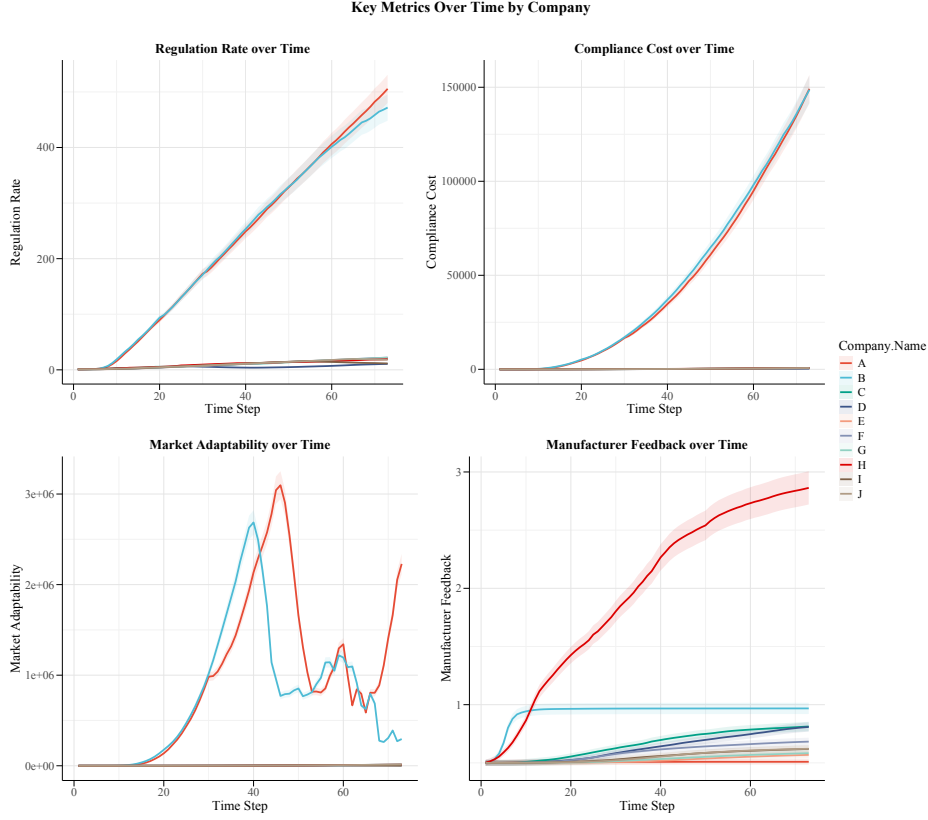 Key Metrics Over Time by Company
Regulation Rate over Time
Regulation Rate
400
200
0
0
20
40
60
Time Step
Compliance Cost over Time
Compliance Cost
150000
100000
50000
0
0
20
40
60
Time Step
Market Adaptability over Time
Market Adaptability
3e+06
2e+06
1e+06
0e+00
0
20
40
60
Time Step
Manufacturer Feedback over Time
Manufacturer Feedback
3
2
1
0
20
40
60
Time Step
Company.Name
A
B
C
D
E
F
G
H
I
J